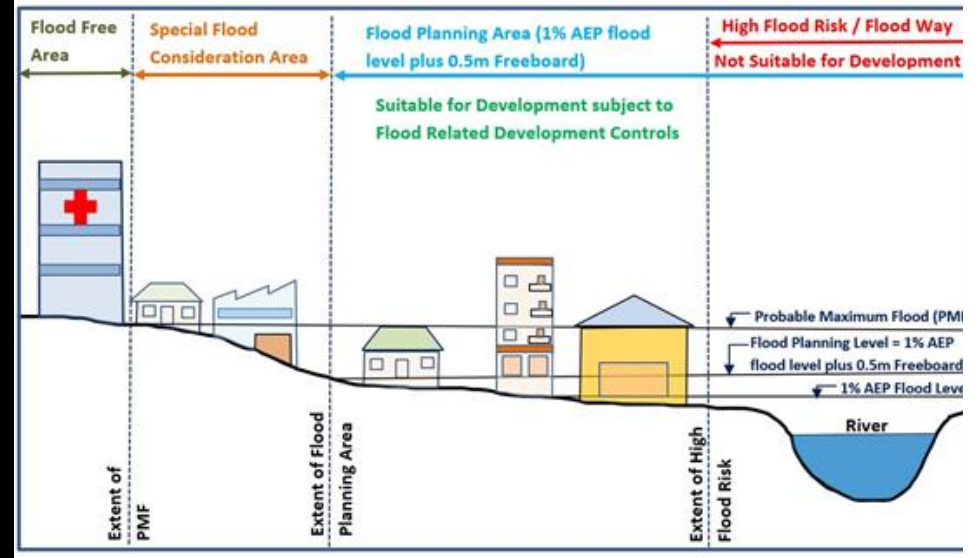 Flood Free
Area
Special Flood
Consideration Area
Flood Planning Area (1% AEP flood
level plus 0.5m Freeboard)
High Flood Risk / Flood Way
Not Suitable for Development
Suitable for Development subject to
Flood Related Development Controls
Probable Maximum Flood (PM
Flood Planning Level = 1% AEP
flood level plus 0.5m Freeboard
1% AEP Flood Leve
River
Extent of
PMF
Extent of Flood
Planning Area
Extent of High
Flood Risk